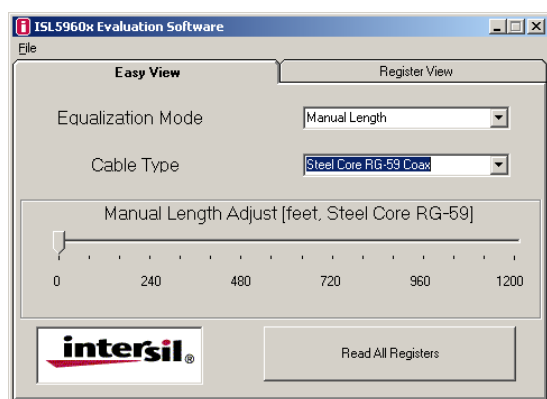 ISL5960x Evaluation Software
File
Easy View
Register View
Equalization Mode
Manual Length
Cable Type
Steel Core RG-59 Coax
Manual Length Adjust [feet, Steel Core RG-59]
0 240 480 720 960 1200
intersil®
Read All Registers